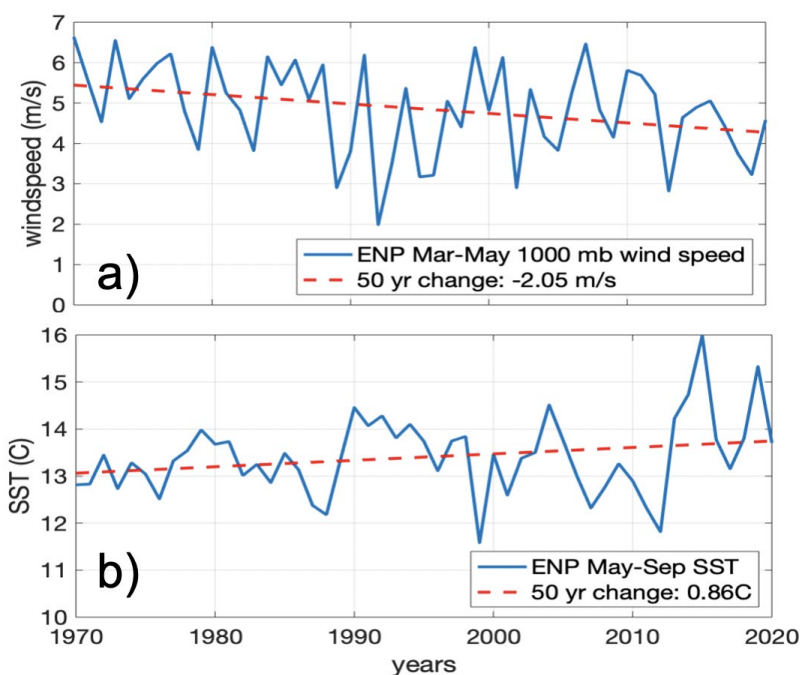 7
6
5
4
3
2
1
0
windspeed (m/s)
a)
ENP Mar-May 1000 mb wind speed
50 yr change: -2.05 m/s
16
15
14
13
12
11
10
SST (C)
b)
ENP May-Sep SST
50 yr change: 0.86C
1970 1980 1990 2000 2010 2020
years